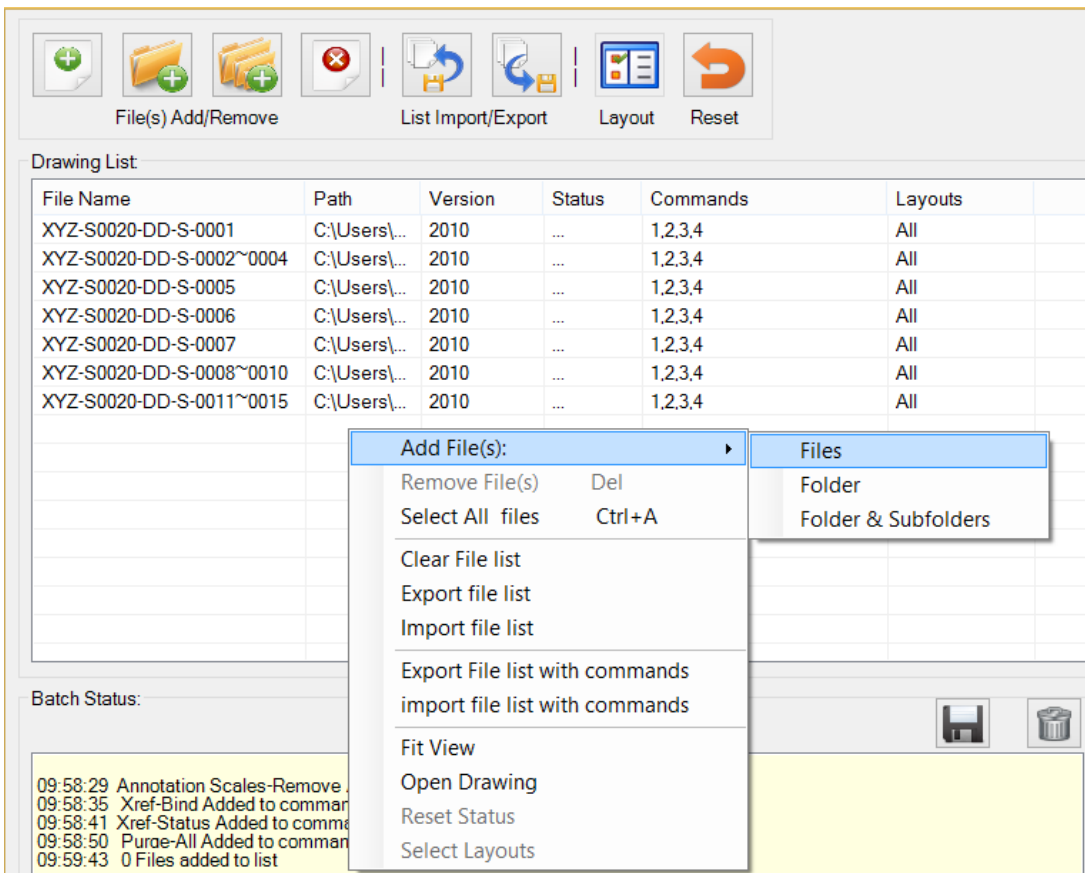 File(s) Add/Remove List Import/Export Layout Reset
Drawing List:
File Name Path Version Status Commands Layouts
XYZ-S0020-DD-S-0001 C:\Users\... 2010 ... 1,2,3,4 All
XYZ-S0020-DD-S-0002~0004 C:\Users\... 2010 ... 1,2,3,4 All
XYZ-S0020-DD-S-0005 C:\Users\... 2010 ... 1,2,3,4 All
XYZ-S0020-DD-S-0006 C:\Users\... 2010 ... 1,2,3,4 All
XYZ-S0020-DD-S-0007 C:\Users\... 2010 ... 1,2,3,4 All
XYZ-S0020-DD-S-0008~0010 C:\Users\... 2010 ... 1,2,3,4 All
XYZ-S0020-DD-S-0011~0015 C:\Users\... 2010 ... 1,2,3,4 All
Add File(s):
Remove File(s) Del
Select All files Ctrl+A
Clear File list
Export file list
Import file list
Export File list with commands
import file list with commands
Fit View
Open Drawing
Reset Status
Select Layouts
Files
Folder
Folder & Subfolders
Batch Status:
09:58:29 Annotation Scales-Remove
09:58:35 Xref-Bind Added to
09:58:41 Xref-Status Added to
09:58:50 Purge-All Added to
09:59:43 0 Files added to list